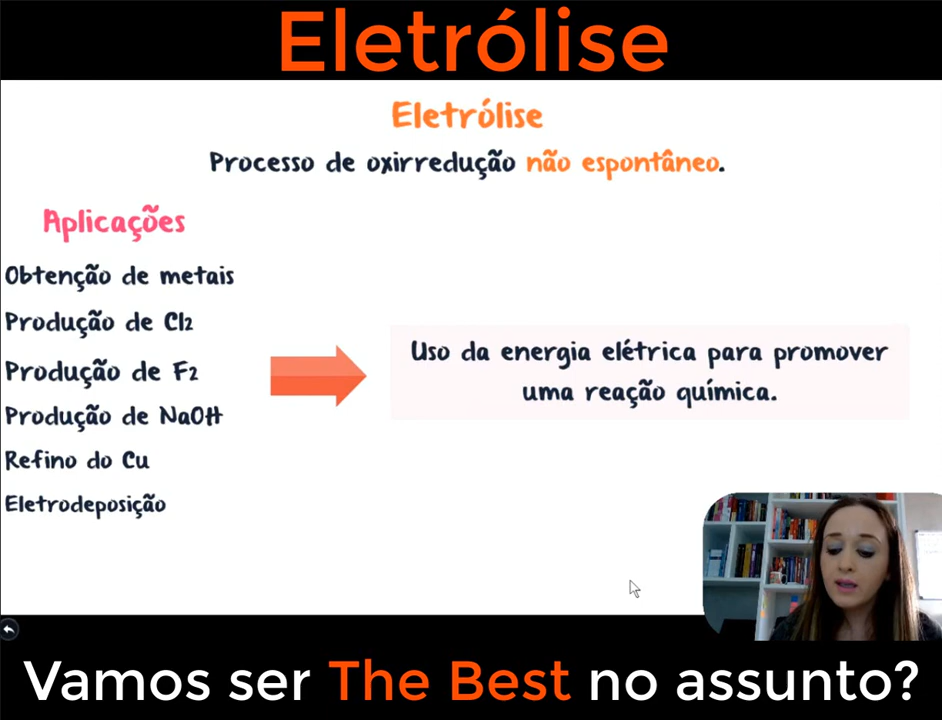 Eletrólise
Eletrólise
Processo de oxirredução não espontâneo.
Aplicações
Obtenção de metais
Produção de Cl2
Produção de F2
Produção de NaOH
Refino do Cu
Eletrodeposição
Uso da energia elétrica para promover
uma reação química.
Vamos ser The Best no assunto?